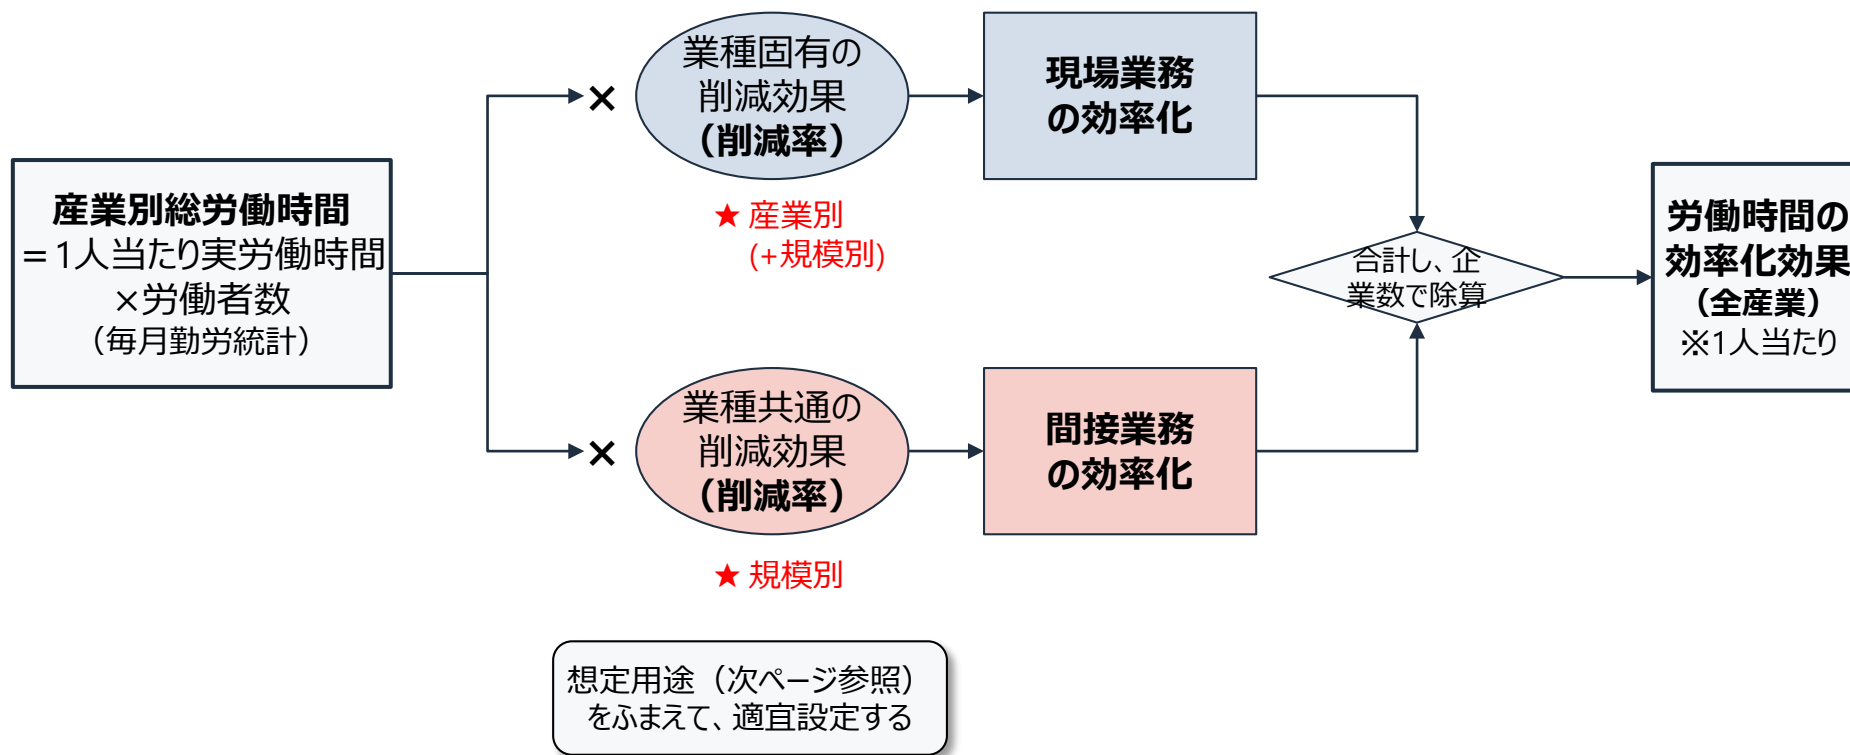 産業別総労働時間
＝1人当たり実労働時間
×労働者数
（毎月勤労統計）
×
業種固有の
削減効果
（削減率）
★ 産業別
(+規模別)
現場業務
の効率化
×
業種共通の
削減効果
（削減率）
★ 規模別
間接業務
の効率化
合計し、企
業数で除算
労働時間の
効率化効果
（全産業）
※1人当たり
想定用途（次ページ参照）
をふまえて、適宜設定する